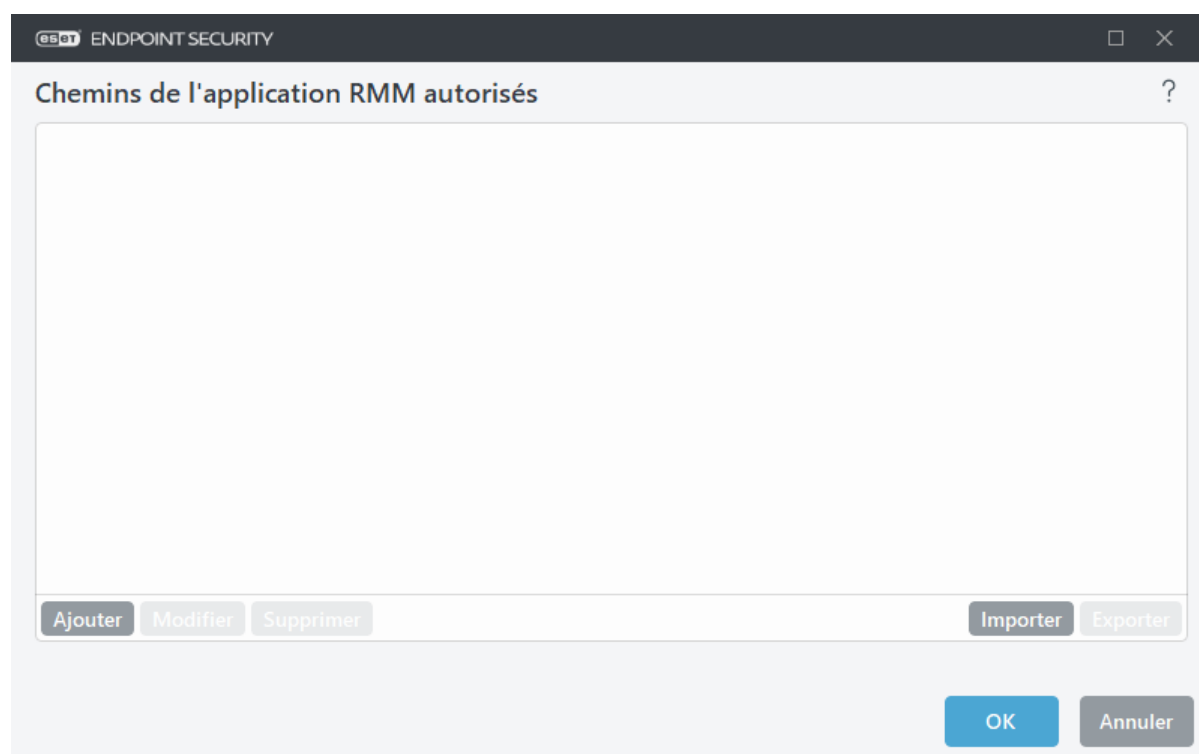 eset ENDPOINT SECURITY
Chemins de l'application RMM autorisés ?
Ajouter Modifier Supprimer Importer Exporter
OK Annuler